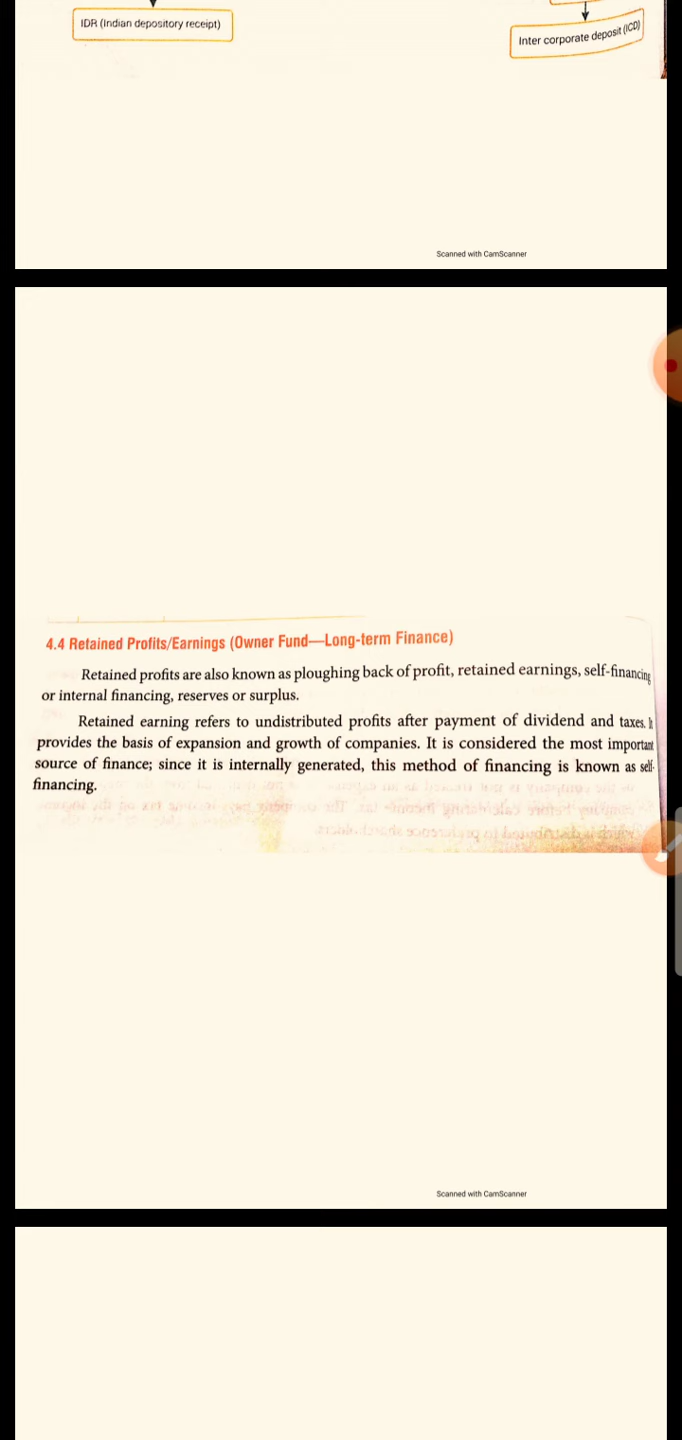 IDR (Indian depository receipt)
Inter corporate deposit (ICD)
Scanned with CamScanner
4.4 Retained Profits/Earnings (Owner Fund—Long-term Finance)
Retained profits are also known as ploughing back of profit, retained earnings, self-financing
or internal financing, reserves or surplus.
Retained earning refers to undistributed profits after payment of dividend and taxes. It
provides the basis of expansion and growth of companies. It is considered the most important
source of finance; since it is internally generated, this method of financing is known as self-
financing.
Scanned with CamScanner